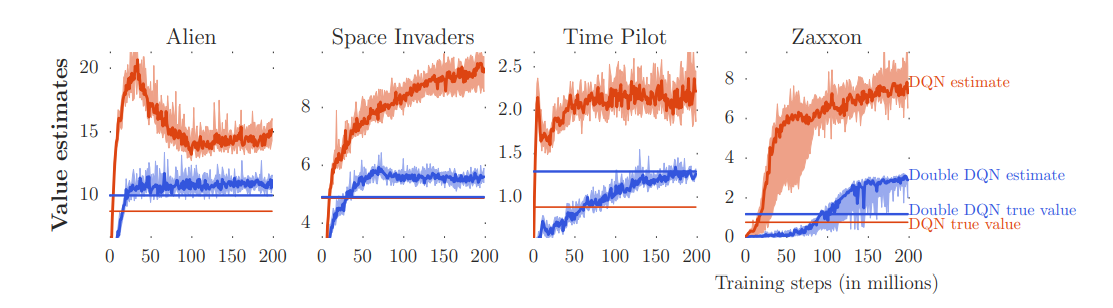 Alien
Space Invaders
Time Pilot
Zaxxon
Value estimates
20
15
10
0 50 100 150 200
8
6
4
0 50 100 150 200
2.5
2.0
1.5
1.0
0 50 100 150 200
8
6
4
2
0
0 50 100 150 200
DQN estimate
Double DQN estimate
Double DQN true value
DQN true value
Training steps (in millions)